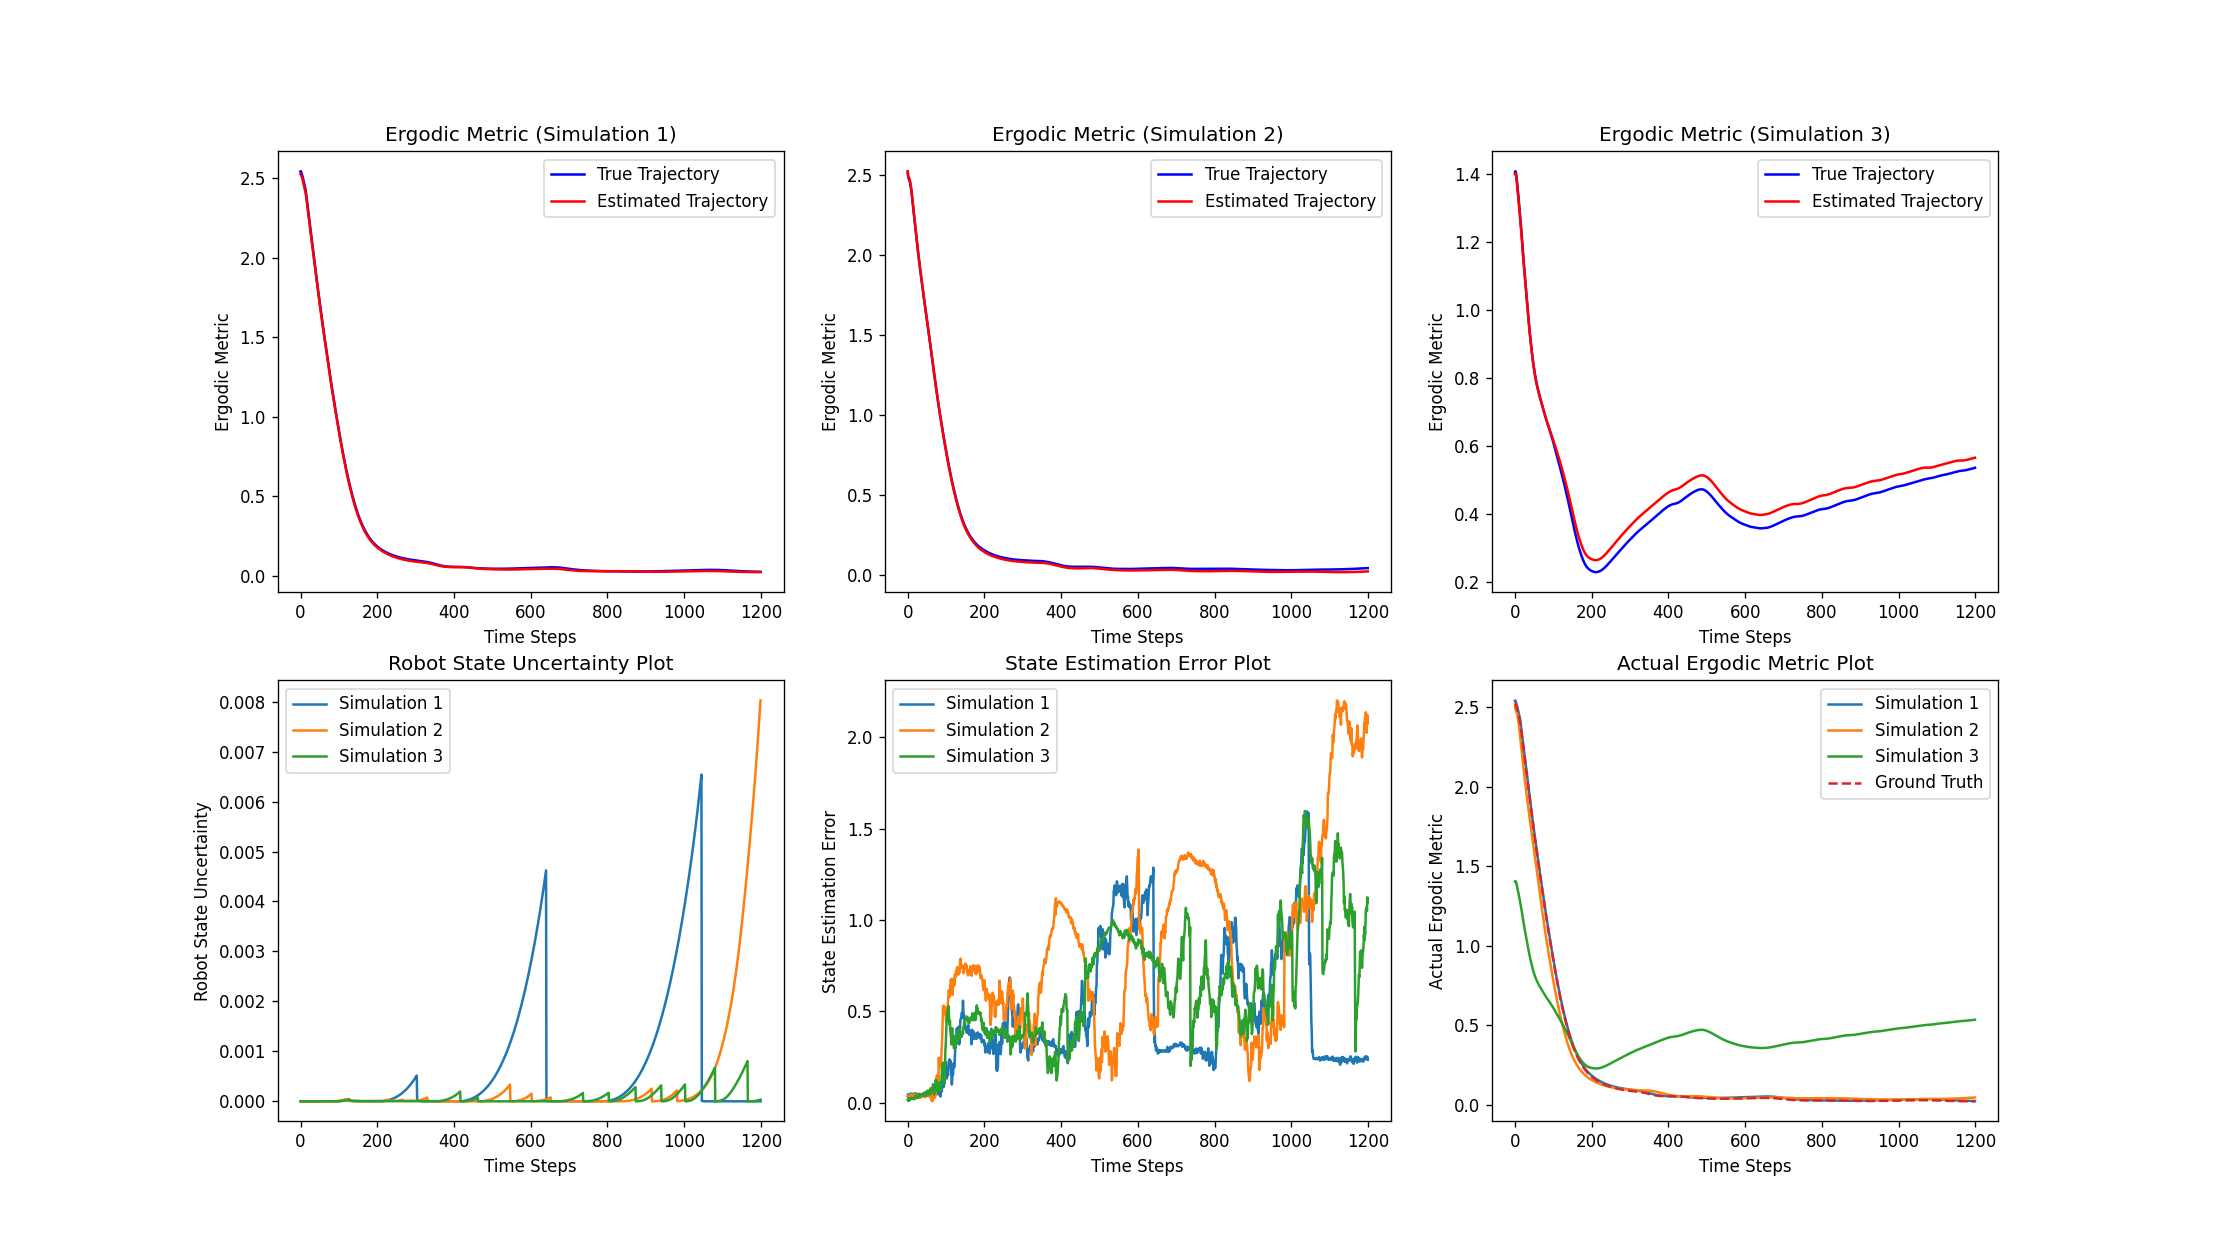 Ergodic Metric (Simulation 1)
Ergodic Metric
2.5
2.0
1.5
1.0
0.5
0.0
True Trajectory
Estimated Trajectory
0 200 400 600 800 1000 1200
Time Steps
Ergodic Metric (Simulation 2)
Ergodic Metric
2.5
2.0
1.5
1.0
0.5
0.0
True Trajectory
Estimated Trajectory
0 200 400 600 800 1000 1200
Time Steps
Ergodic Metric (Simulation 3)
Ergodic Metric
1.4
1.2
1.0
0.8
0.6
0.4
0.2
True Trajectory
Estimated Trajectory
0 200 400 600 800 1000 1200
Time Steps
Robot State Uncertainty Plot
Robot State Uncertainty
0.008
0.007
0.006
0.005
0.004
0.003
0.002
0.001
0.000
Simulation 1
Simulation 2
Simulation 3
0 200 400 600 800 1000 1200
Time Steps
State Estimation Error Plot
State Estimation Error
2.0
1.5
1.0
0.5
0.0
Simulation 1
Simulation 2
Simulation 3
0 200 400 600 800 1000 1200
Time Steps
Actual Ergodic Metric Plot
Actual Ergodic Metric
2.5
2.0
1.5
1.0
0.5
0.0
Simulation 1
Simulation 2
Simulation 3
Ground Truth
0 200 400 600 800 1000 1200
Time Steps